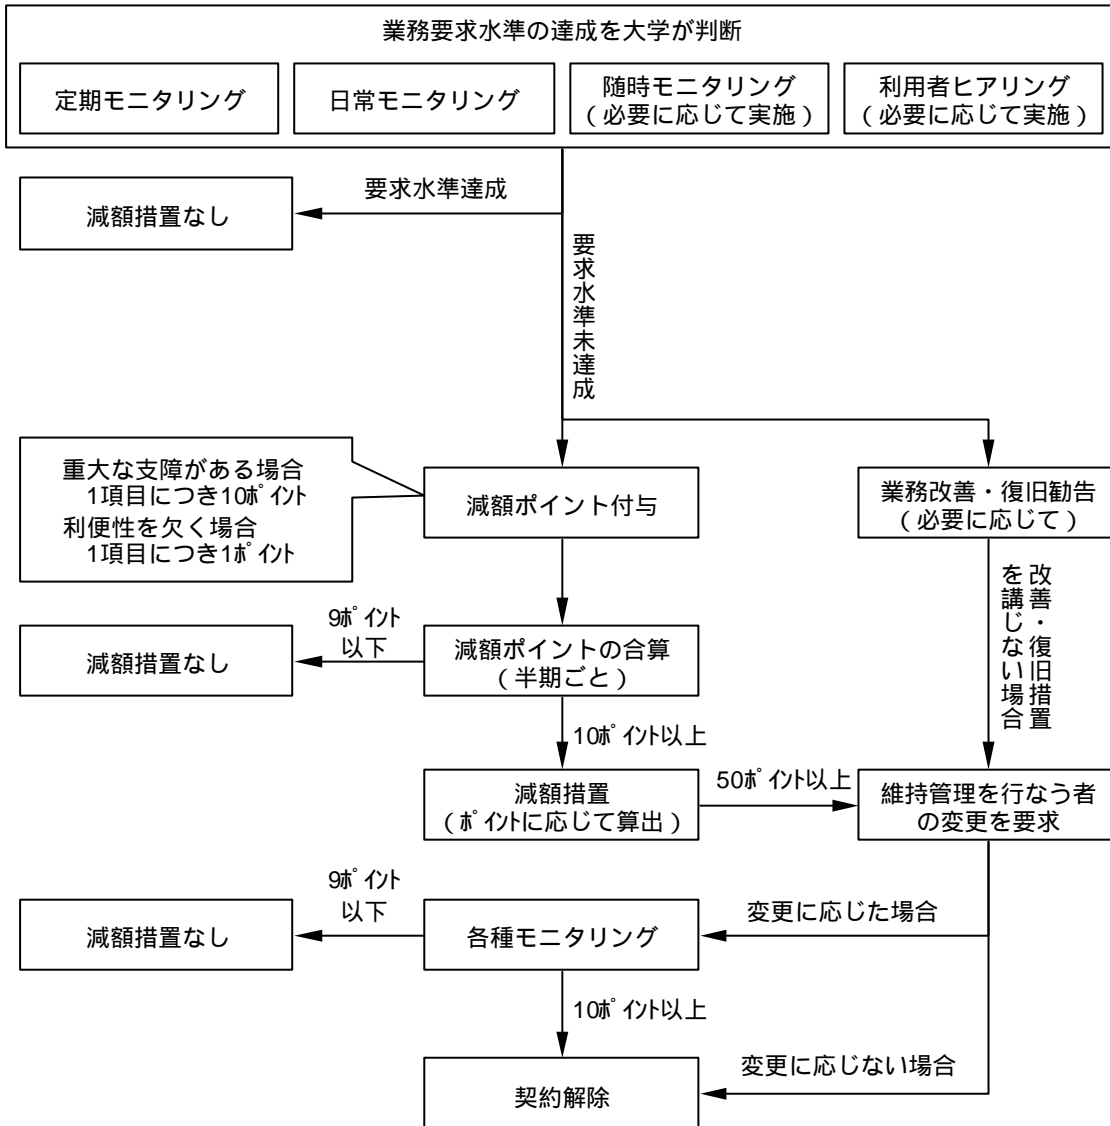 業務要求水準の達成を大学が判断
定期モニタリング
日常モニタリング
随時モニタリング
(必要に応じて実施)
利用者ヒアリング
(必要に応じて実施)
要求水準達成
減額措置なし
要求水準未達成
重大な支障がある場合
1項目につき10ポイント
利便性を欠く場合
1項目につき1ポイント
減額ポイント付与
業務改善・復旧勧告
(必要に応じて)
改善・復旧措置
を講じない場合
9ポイント
以下
減額措置なし
減額ポイントの合算
(半期ごと)
10ポイント以上
減額措置
(ポイントに応じて算出)
50ポイント以上
維持管理を行なう者
の変更を要求
9ポイント
以下
減額措置なし
各種モニタリング
変更に応じた場合
10ポイント以上
変更に応じない場合
契約解除